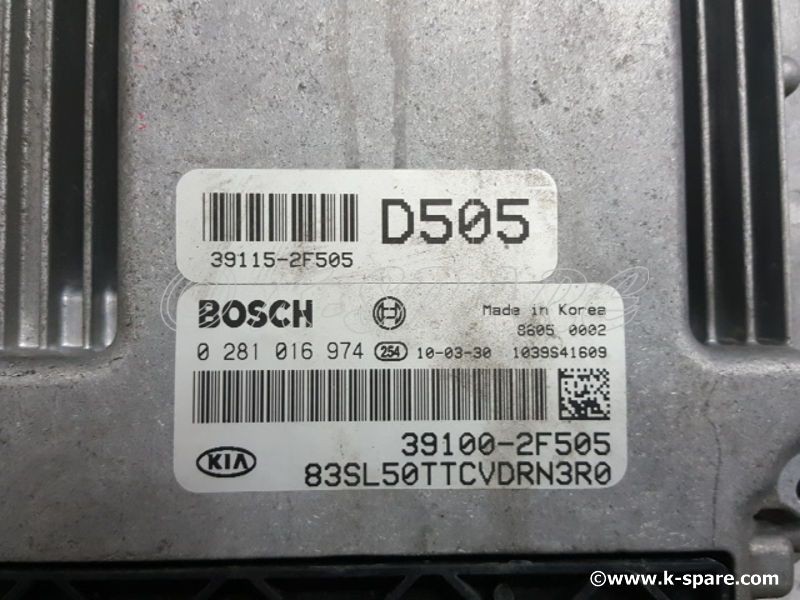 D505
39115-2F505
BOSCH
Made in Korea
8605 0002
0 281 016 974 254 10-03-30 1039S41609
39100-2F505
KIA
83SL50TTCVDRN3R0
©www.k-spare.com